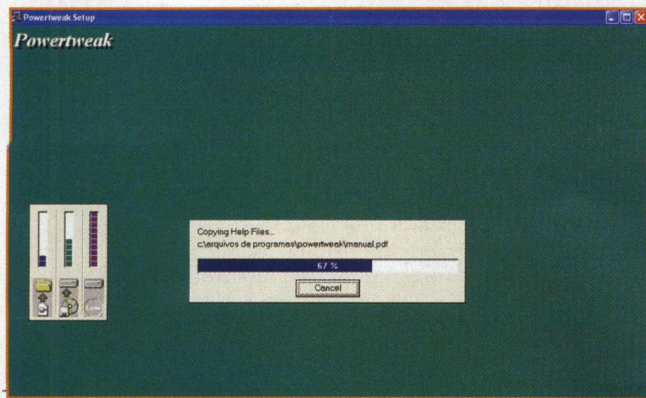 Powertweak Setup
Powertweak
Copying Help Files...
c:\arquivos de programas\powertweak\manual.pdf
67 %
Cancel